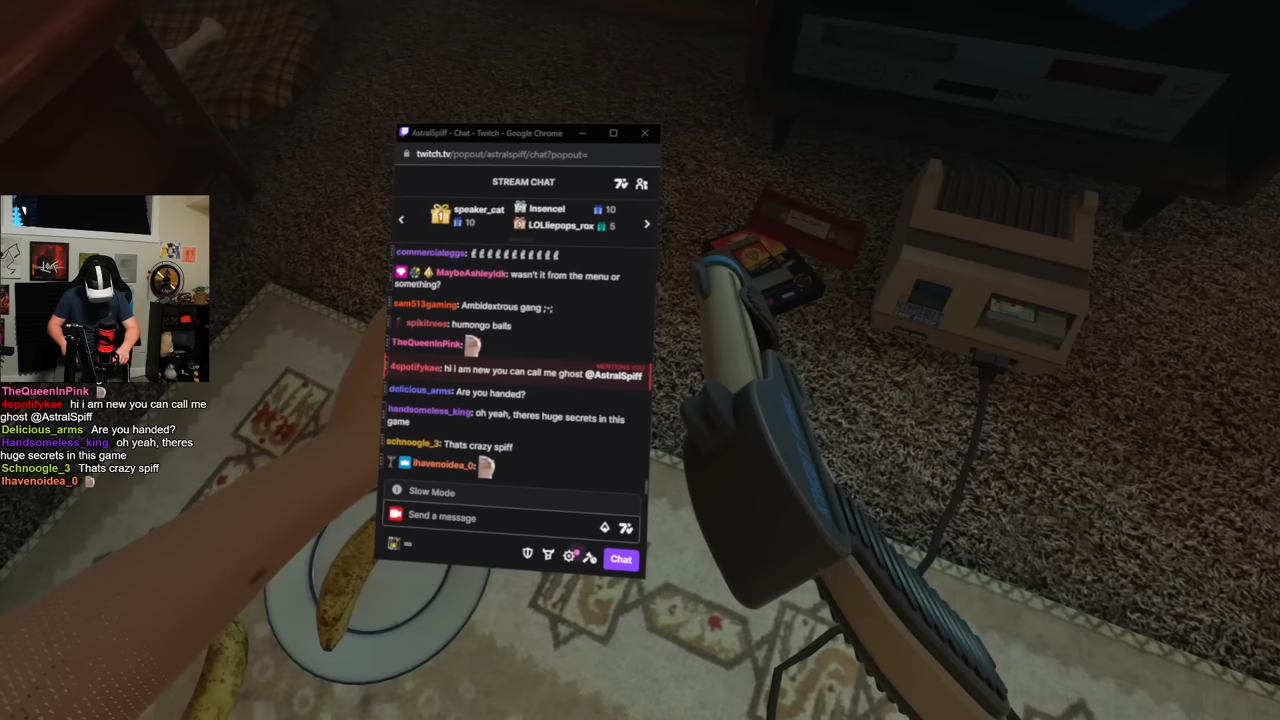 AstralSpiff - Chat - Twitch - Google Chrome
twitch.tv/popout/astralspiff/chat?popout=
STREAM CHAT
1 speaker_cat 10
Insencel 10
LOLliepops_rox 5
commercialeggs:
MaybeAshleyidk: wasn't it from the menu or
something?
sam513gaming: Ambidextrous gang ;-;
spikitrees: humongo balls
TheQueenInPink:
MENTIONS YOU
4spotifykae: hi i am new you can call me ghost @AstralSpiff
delicious_arms: Are you handed?
handsomeless_king: oh yeah, theres huge secrets in this
game
schnoogle_3: Thats crazy spiff
ihavenoidea_0:
Slow Mode
Send a message
Chat
TheQueenInPink
4spotifykae hi i am new you can call me
ghost @AstralSpiff
Delicious_arms Are you handed?
Handsomeless_king oh yeah, theres
huge secrets in this game
Schnoogle_3 Thats crazy spiff
Ihavenoidea_0